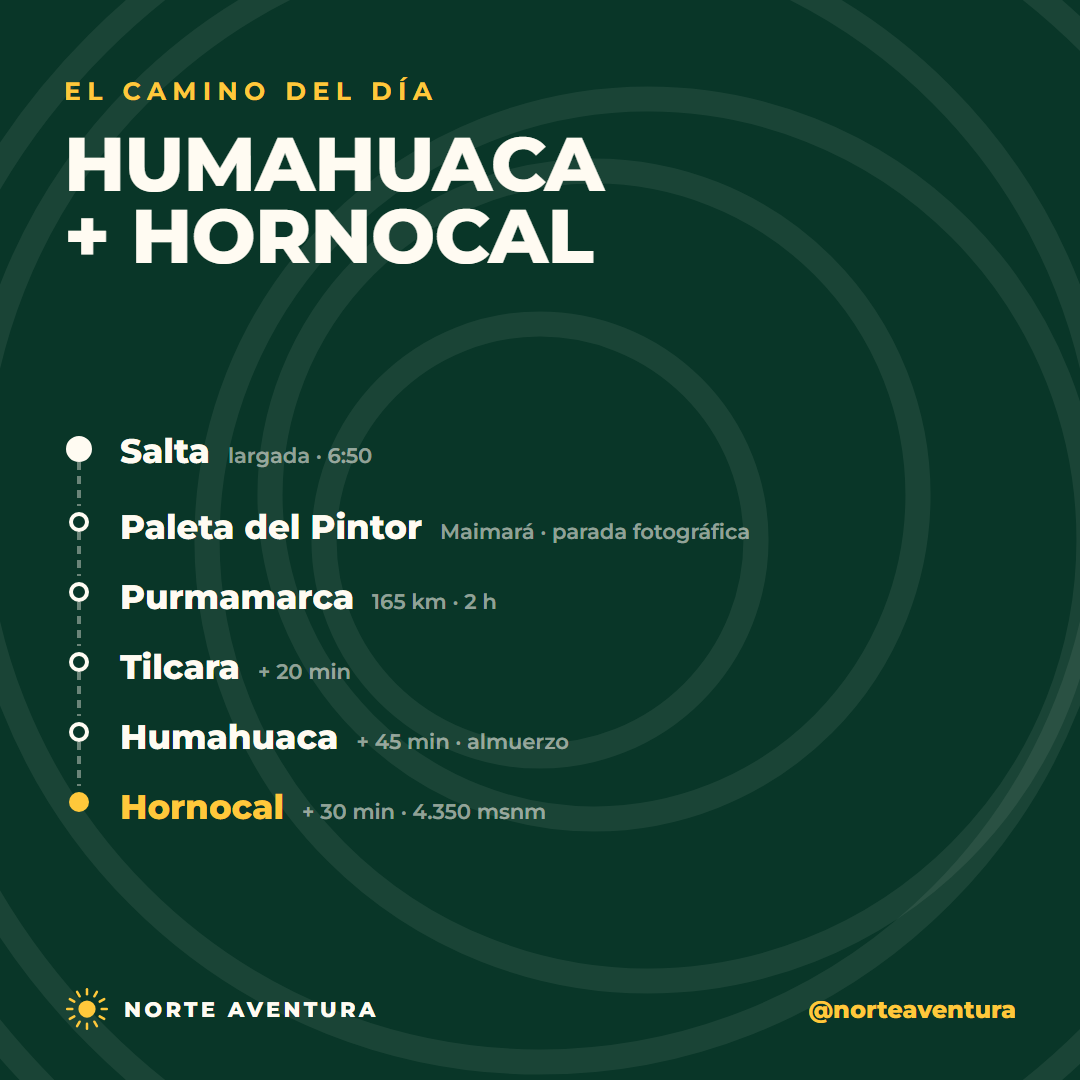 EL CAMINO DEL DÍA
HUMAHUACA
+ HORNOCAL
Salta largada · 6:50
Paleta del Pintor Maimará · parada fotográfica
Purmamarca 165 km · 2 h
Tilcara + 20 min
Humahuaca + 45 min · almuerzo
Hornocal + 30 min · 4.350 msnm
NORTE AVENTURA @norteaventura